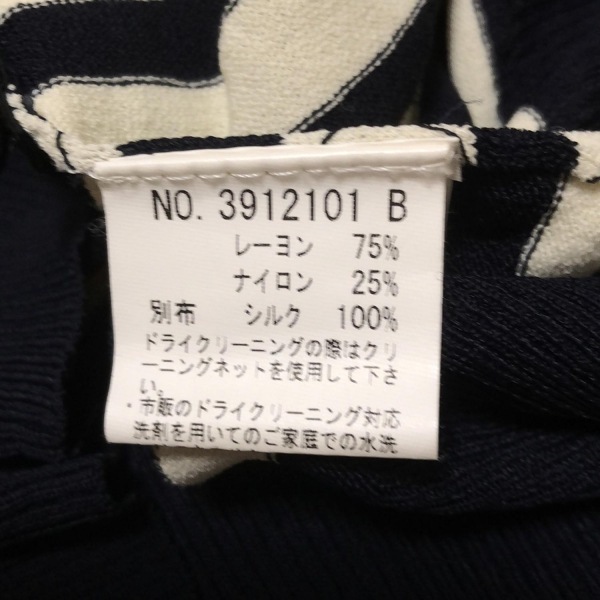 NO. 3912101 B
レーヨン 75%
ナイロン 25%
別布 シルク 100%
ドライクリーニングの際はクリ
ーニングネットを使用して下さ
い。
・市販のドライクリーニング対応
洗剤を用いてのご家庭での水洗